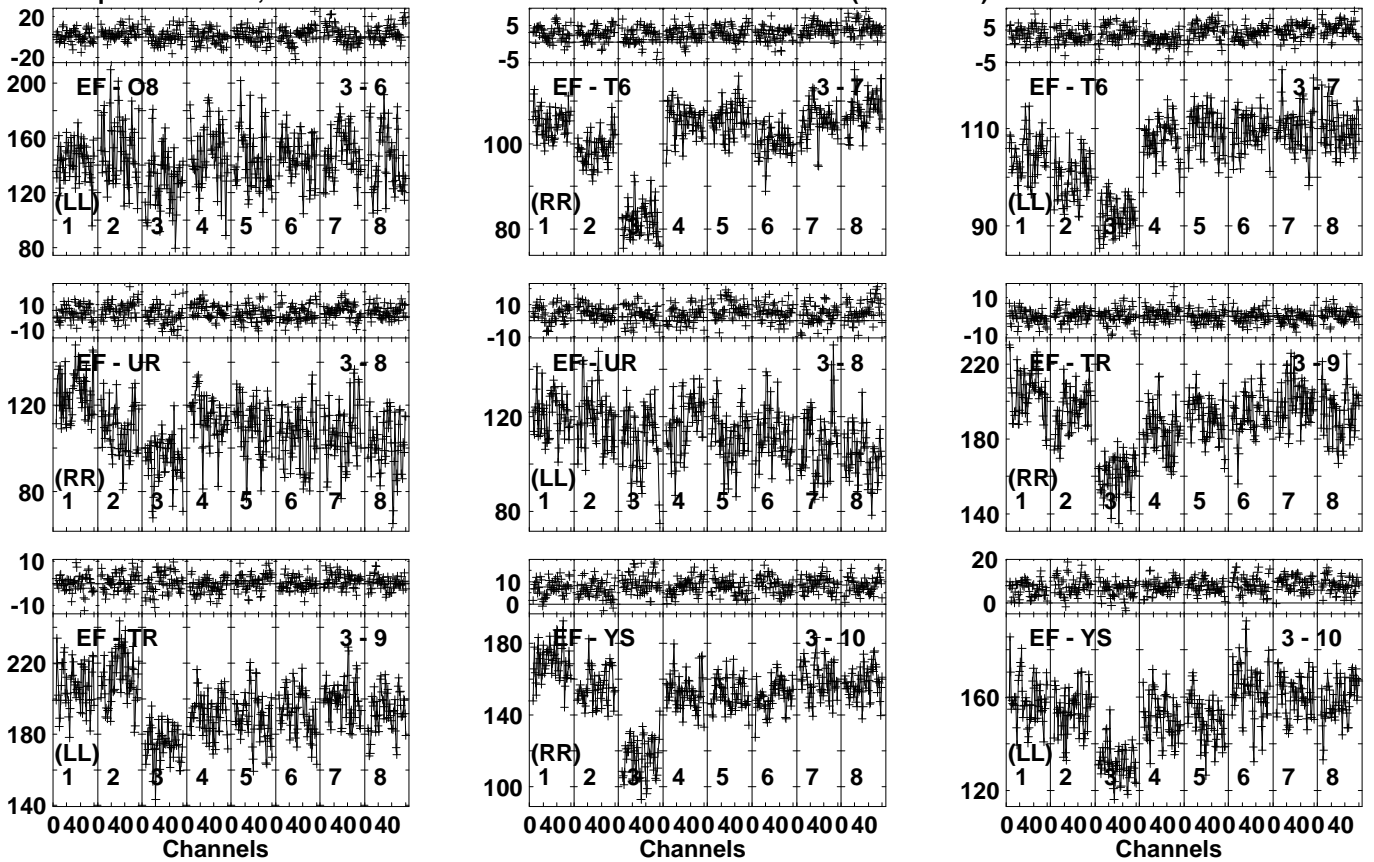 20
-20
200
160
120
80
EF - O8 3 - 6
(LL)
1 2 3 4 5 6 7 8
5
-5
100
80
EF - T6 3 - 7
(RR)
1 2 3 4 5 6 7 8
5
-5
110
90
EF - T6 3 - 7
(LL)
1 2 3 4 5 6 7 8
10
-10
120
80
EF - UR 3 - 8
(RR)
1 2 3 4 5 6 7 8
10
-10
120
80
EF - UR 3 - 8
(LL)
1 2 3 4 5 6 7 8
10
-10
220
180
140
EF - TR 3 - 9
(RR)
1 2 3 4 5 6 7 8
10
-10
220
180
140
EF - TR 3 - 9
(LL)
1 2 3 4 5 6 7 8
0 40 0 40 0 40 0 40 0 40 0 40 0 40 0 40
Channels
10
0
180
140
100
EF - YS 3 - 10
(RR)
1 2 3 4 5 6 7 8
0 40 0 40 0 40 0 40 0 40 0 40 0 40 0 40
Channels
20
0
160
120
EF - YS 3 - 10
(LL)
1 2 3 4 5 6 7 8
0 40 0 40 0 40 0 40 0 40 0 40 0 40 0 40
Channels